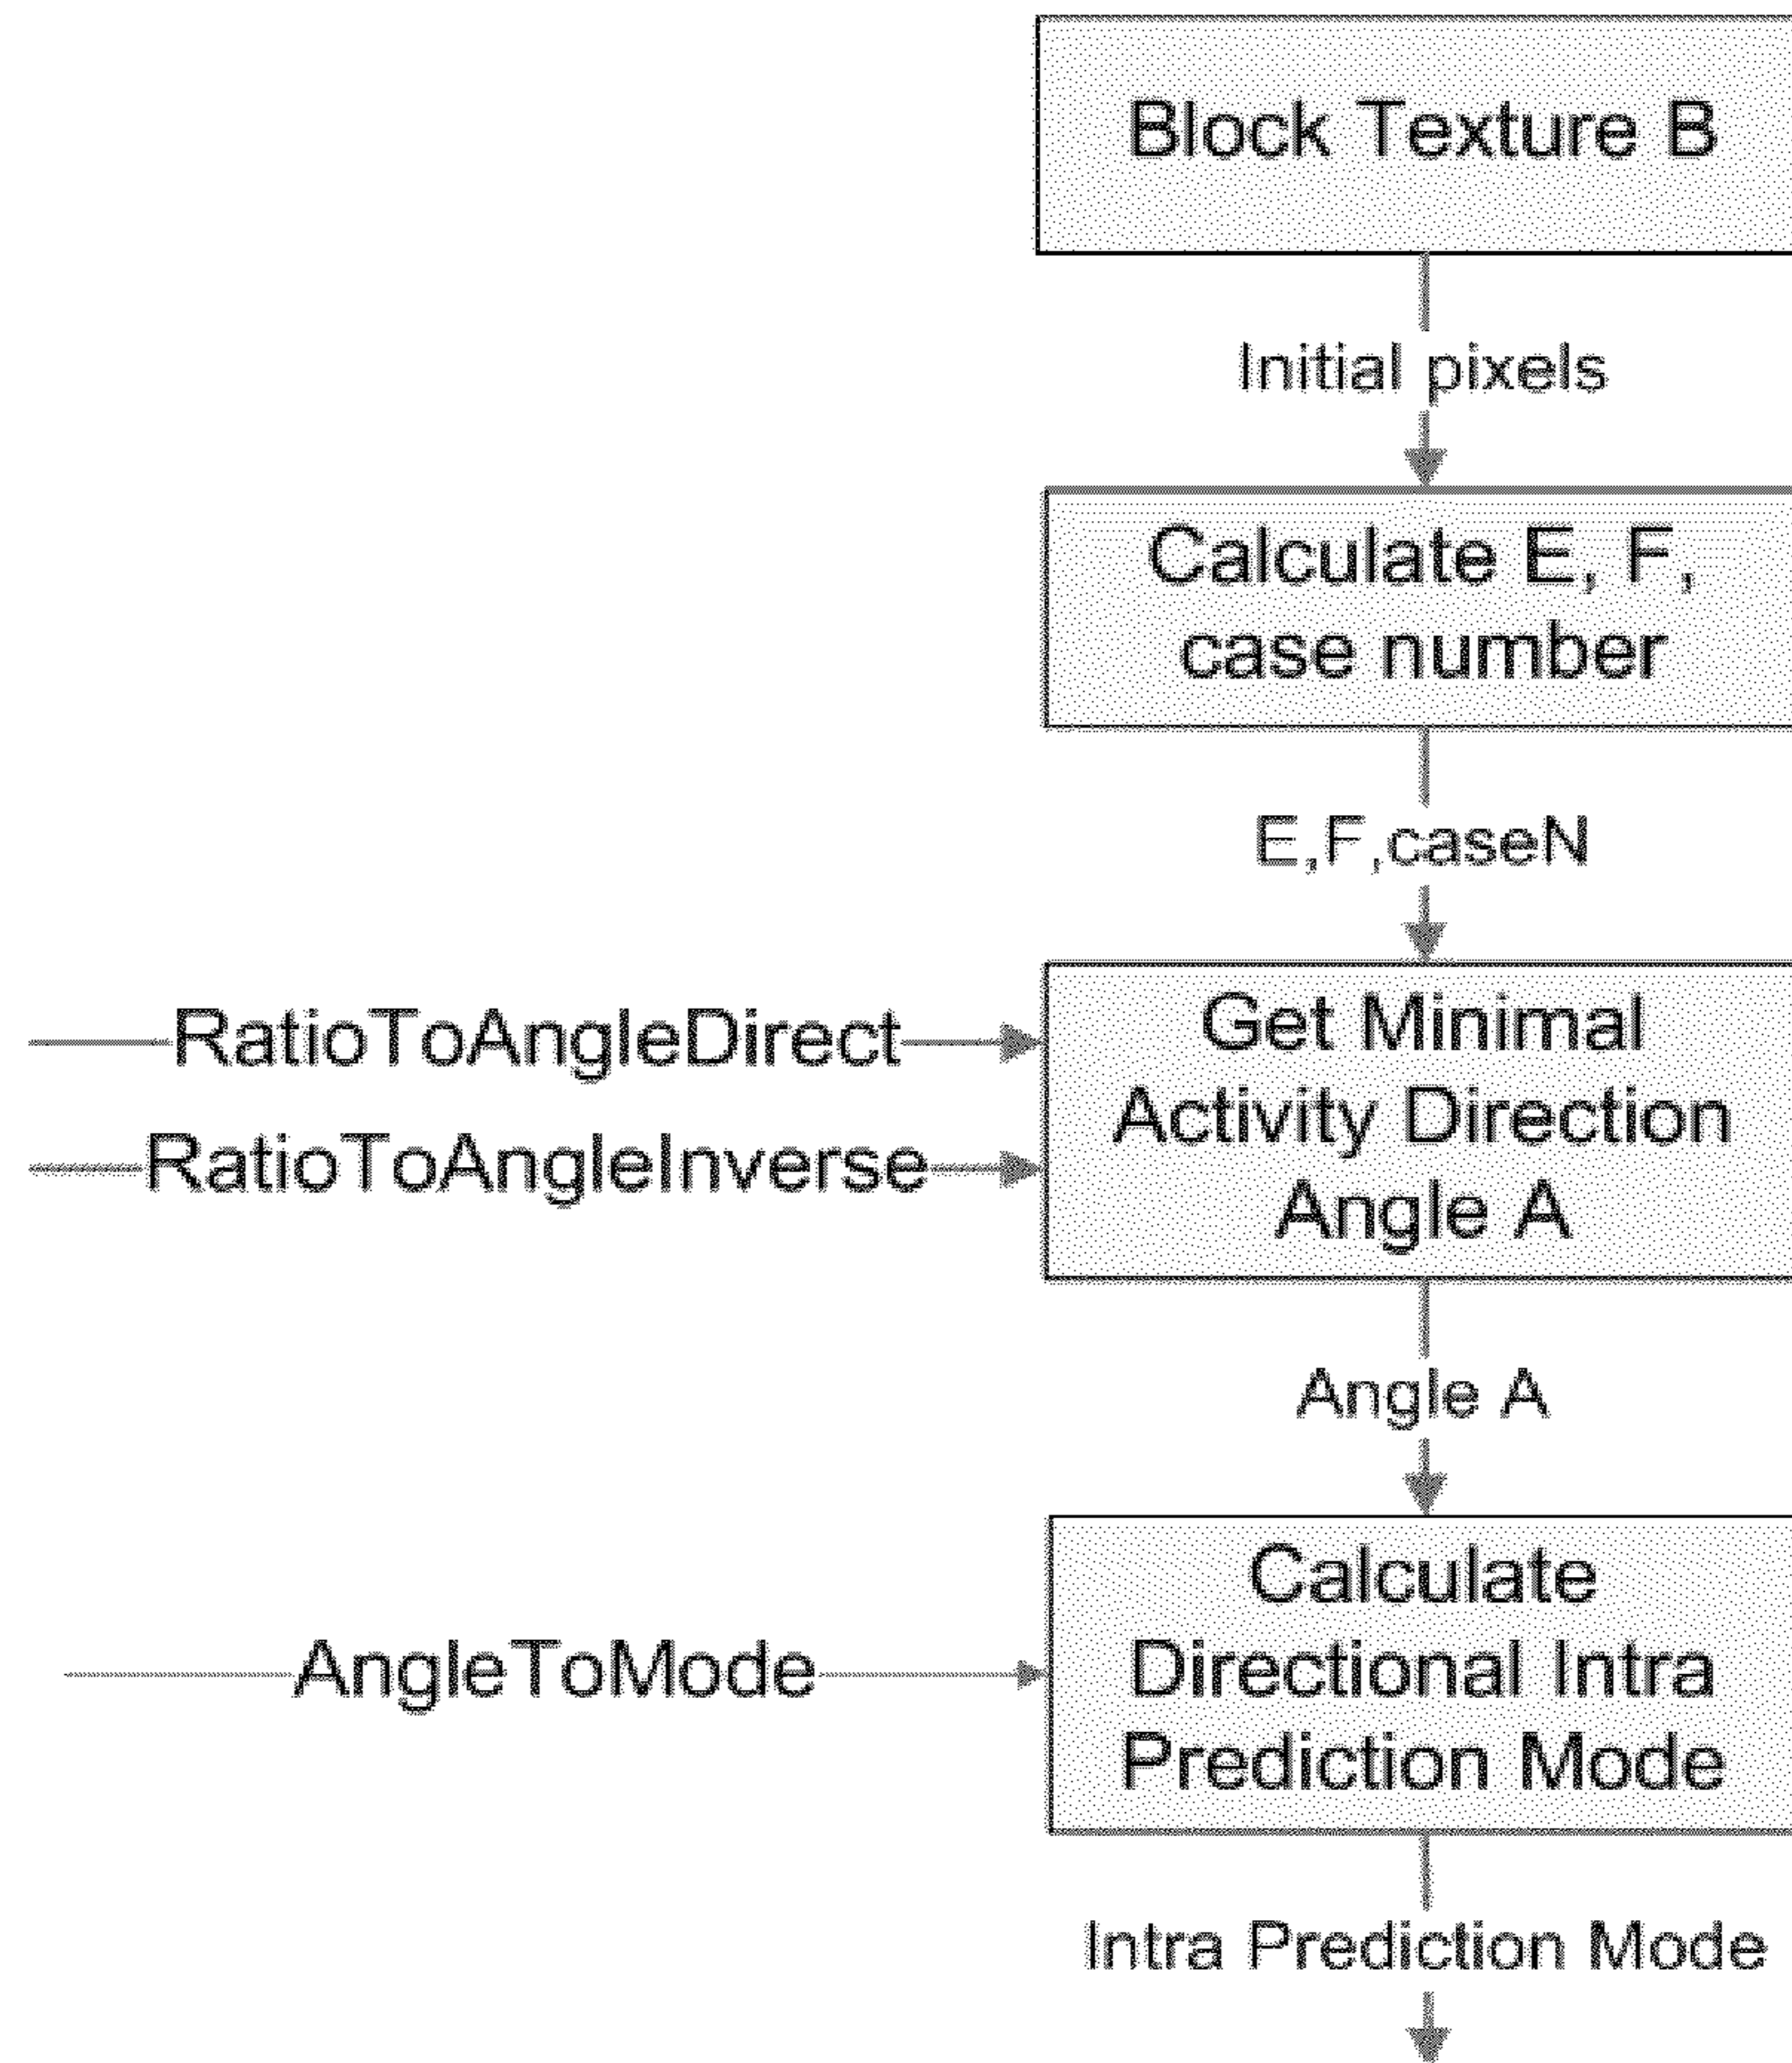 Block Texture B
Initial pixels
Calculate E, F,
case number
E,F,caseN
RatioToAngleDirect
RatioToAngleInverse
Get Minimal
Activity Direction
Angle A
Angle A
AngleToMode
Calculate
Directional Intra
Prediction Mode
Intra Prediction Mode